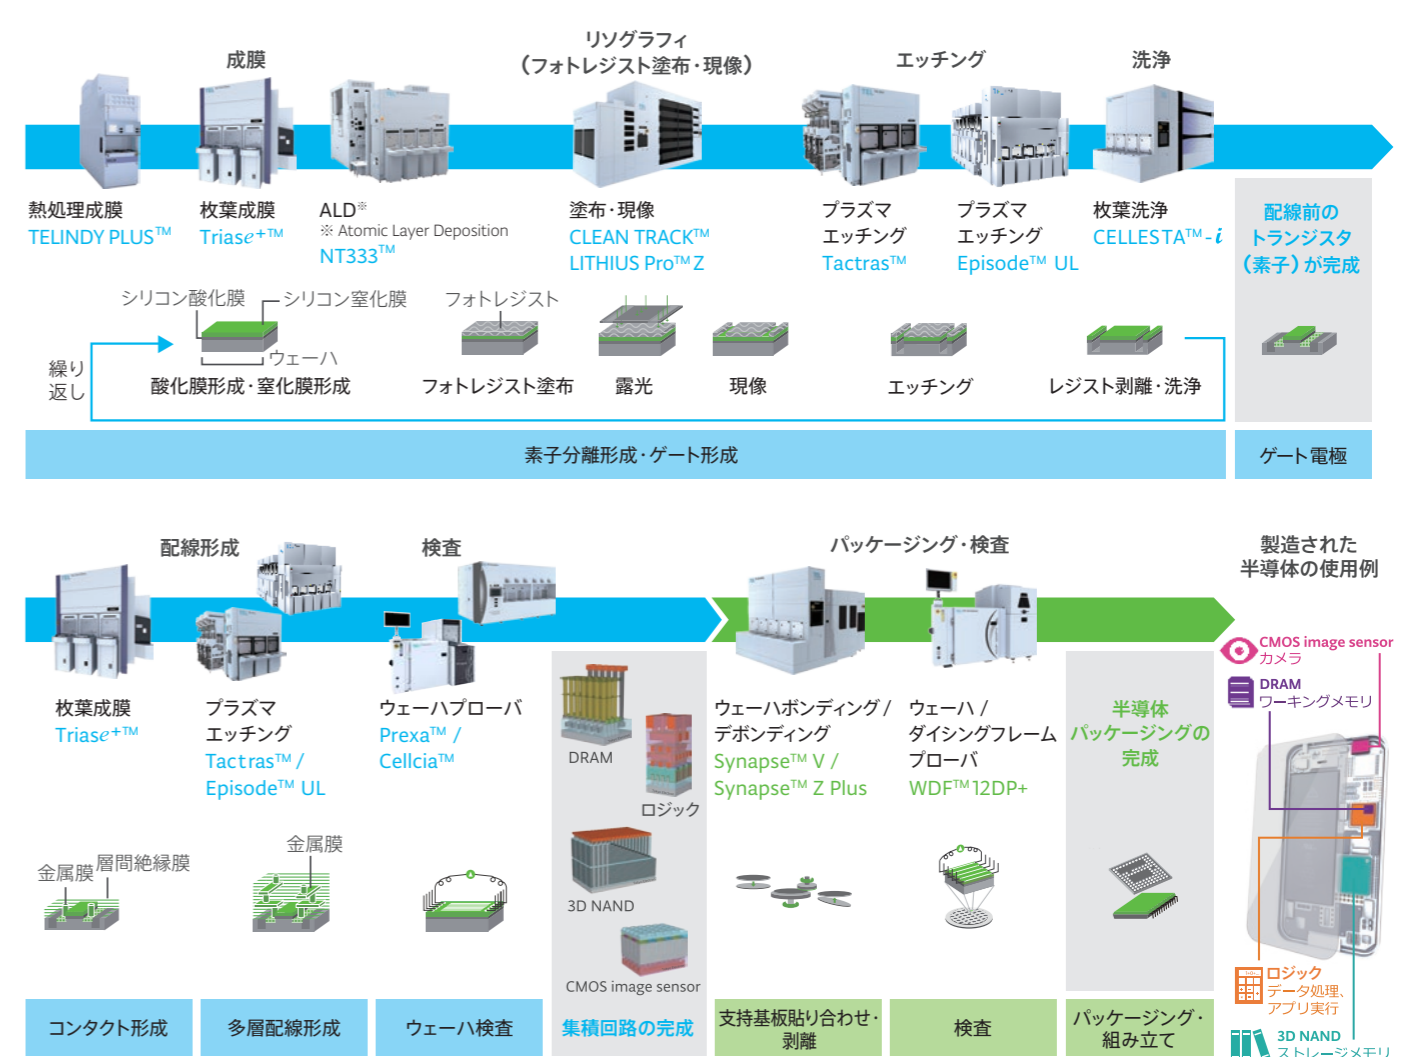 成膜
リソグラフィ
（フォトレジスト塗布・現像）
エッチング
洗浄
熱処理成膜
TELINDY PLUS™
枚葉成膜
Triase+™
ALD※
※ Atomic Layer Deposition
NT333™
塗布・現像
CLEAN TRACK™
LITHIUS Pro™ Z
プラズマ
エッチング
Tactras™
プラズマ
エッチング
Episode™ UL
枚葉洗浄
CELLESTA™-i
配線前の
トランジスタ
（素子）が完成
シリコン酸化膜
シリコン窒化膜
フォトレジスト
ウェーハ
繰り
返し
酸化膜形成・窒化膜形成
フォトレジスト塗布
露光
現像
エッチング
レジスト剥離・洗浄
素子分離形成・ゲート形成
ゲート電極
配線形成
検査
パッケージング・検査
製造された
半導体の使用例
枚葉成膜
Triase+™
プラズマ
エッチング
Tactras™ /
Episode™ UL
ウェーハプローバ
Prexa™ /
Cellcia™
DRAM
ロジック
3D NAND
CMOS image sensor
ウェーハボンディング /
デボンディング
Synapse™ V /
Synapse™ Z Plus
ウェーハ /
ダイシングフレーム
プローバ
WDF™ 12DP+
半導体
パッケージングの
完成
CMOS image sensor
カメラ
DRAM
ワーキングメモリ
金属膜
層間絶縁膜
金属膜
ロジック
データ処理、
アプリ実行
3D NAND
ストレージメモリ
コンタクト形成
多層配線形成
ウェーハ検査
集積回路の完成
支持基板貼り合わせ・
剥離
検査
パッケージング・
組み立て